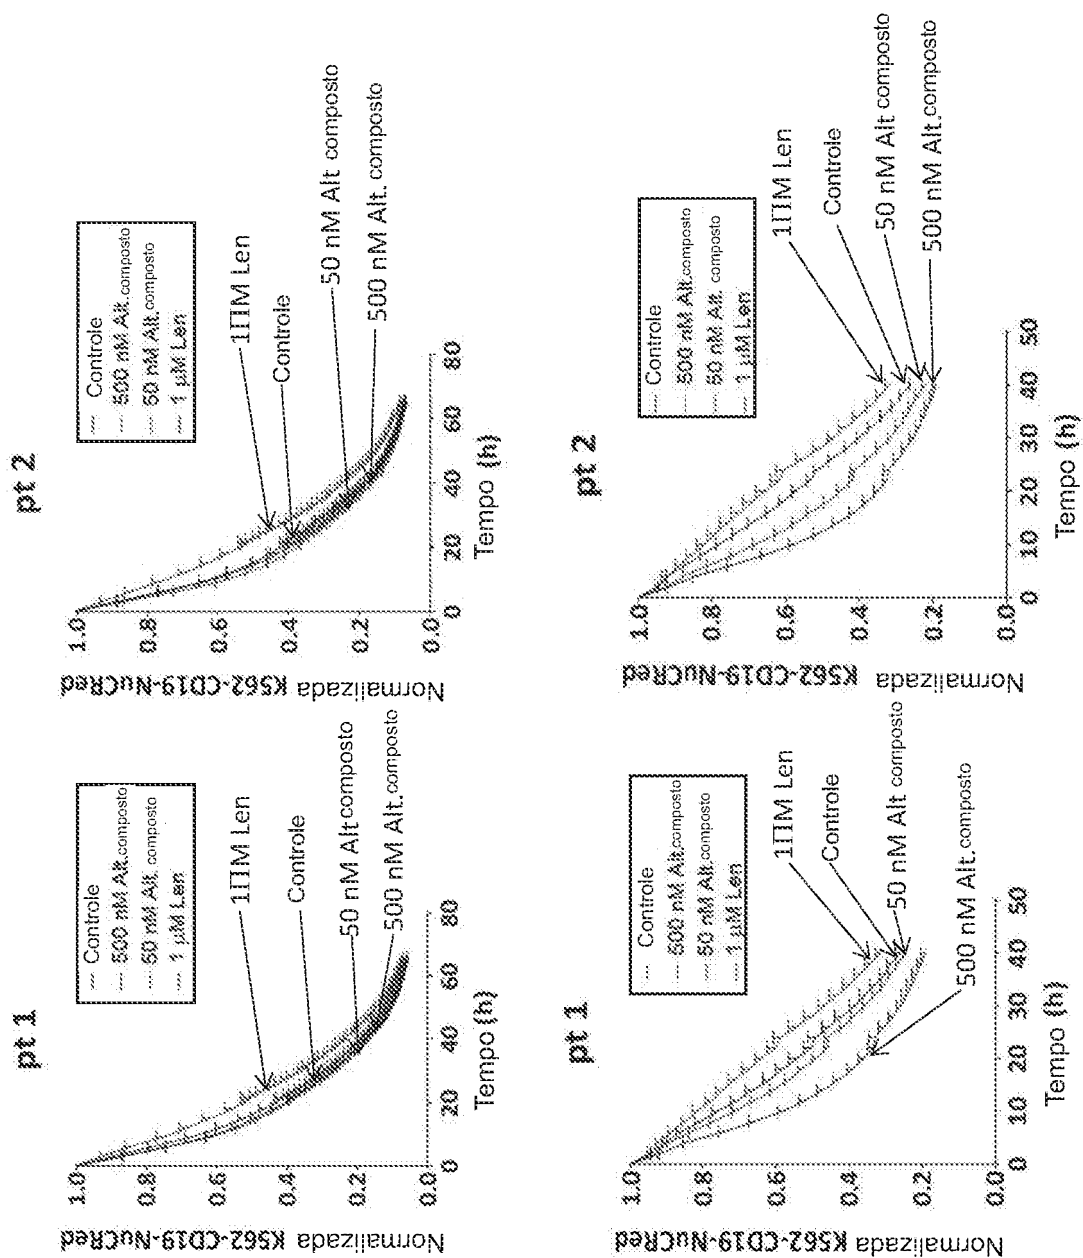 pt 1
Normalizada K562-CD19-NucRed
1.0
0.8
0.6
0.4
0.2
0.0
0
20
40
60
80
Tempo {h}
Controle
500 nM Alt. composto
50 nM Alt. composto
1 µM Len
1ΠM Len
Controle
50 nM Alt composto
500 nM Alt. composto
pt 2
Normalizada K562-CD19-NucRed
1.0
0.8
0.6
0.4
0.2
0.0
0
20
40
60
80
Tempo {h}
Controle
500 nM Alt. composto
50 nM Alt. composto
1 µM Len
1ΠM Len
Controle
50 nM Alt composto
500 nM Alt. composto
pt 1
Normalizada K562-CD19-NucRed
1.0
0.8
0.6
0.4
0.2
0.0
0
10
20
30
40
50
Tempo {h}
Controle
500 nM Alt. composto
50 nM Alt. composto
1 µM Len
1ΠM Len
Controle
50 nM Alt composto
500 nM Alt. composto
pt 2
Normalizada K562-CD19-NucRed
1.0
0.8
0.6
0.4
0.2
0.0
0
10
20
30
40
50
Tempo {h}
Controle
500 nM Alt. composto
50 nM Alt. composto
1 µM Len
1ΠM Len
Controle
50 nM Alt composto
500 nM Alt. composto